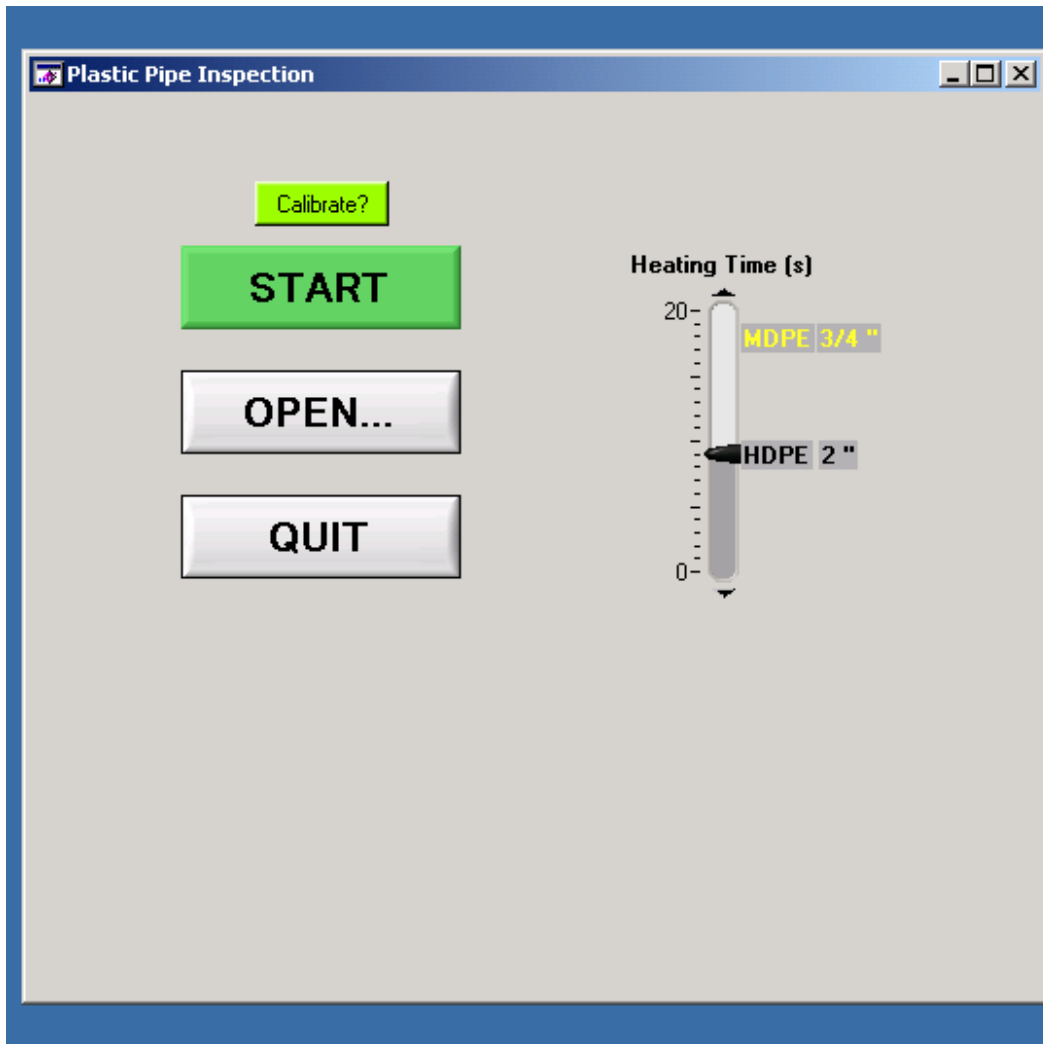 Plastic Pipe Inspection
Calibrate?
START
OPEN...
QUIT
Heating Time (s)
20
MDPE 3/4 "
HDPE 2 "
0